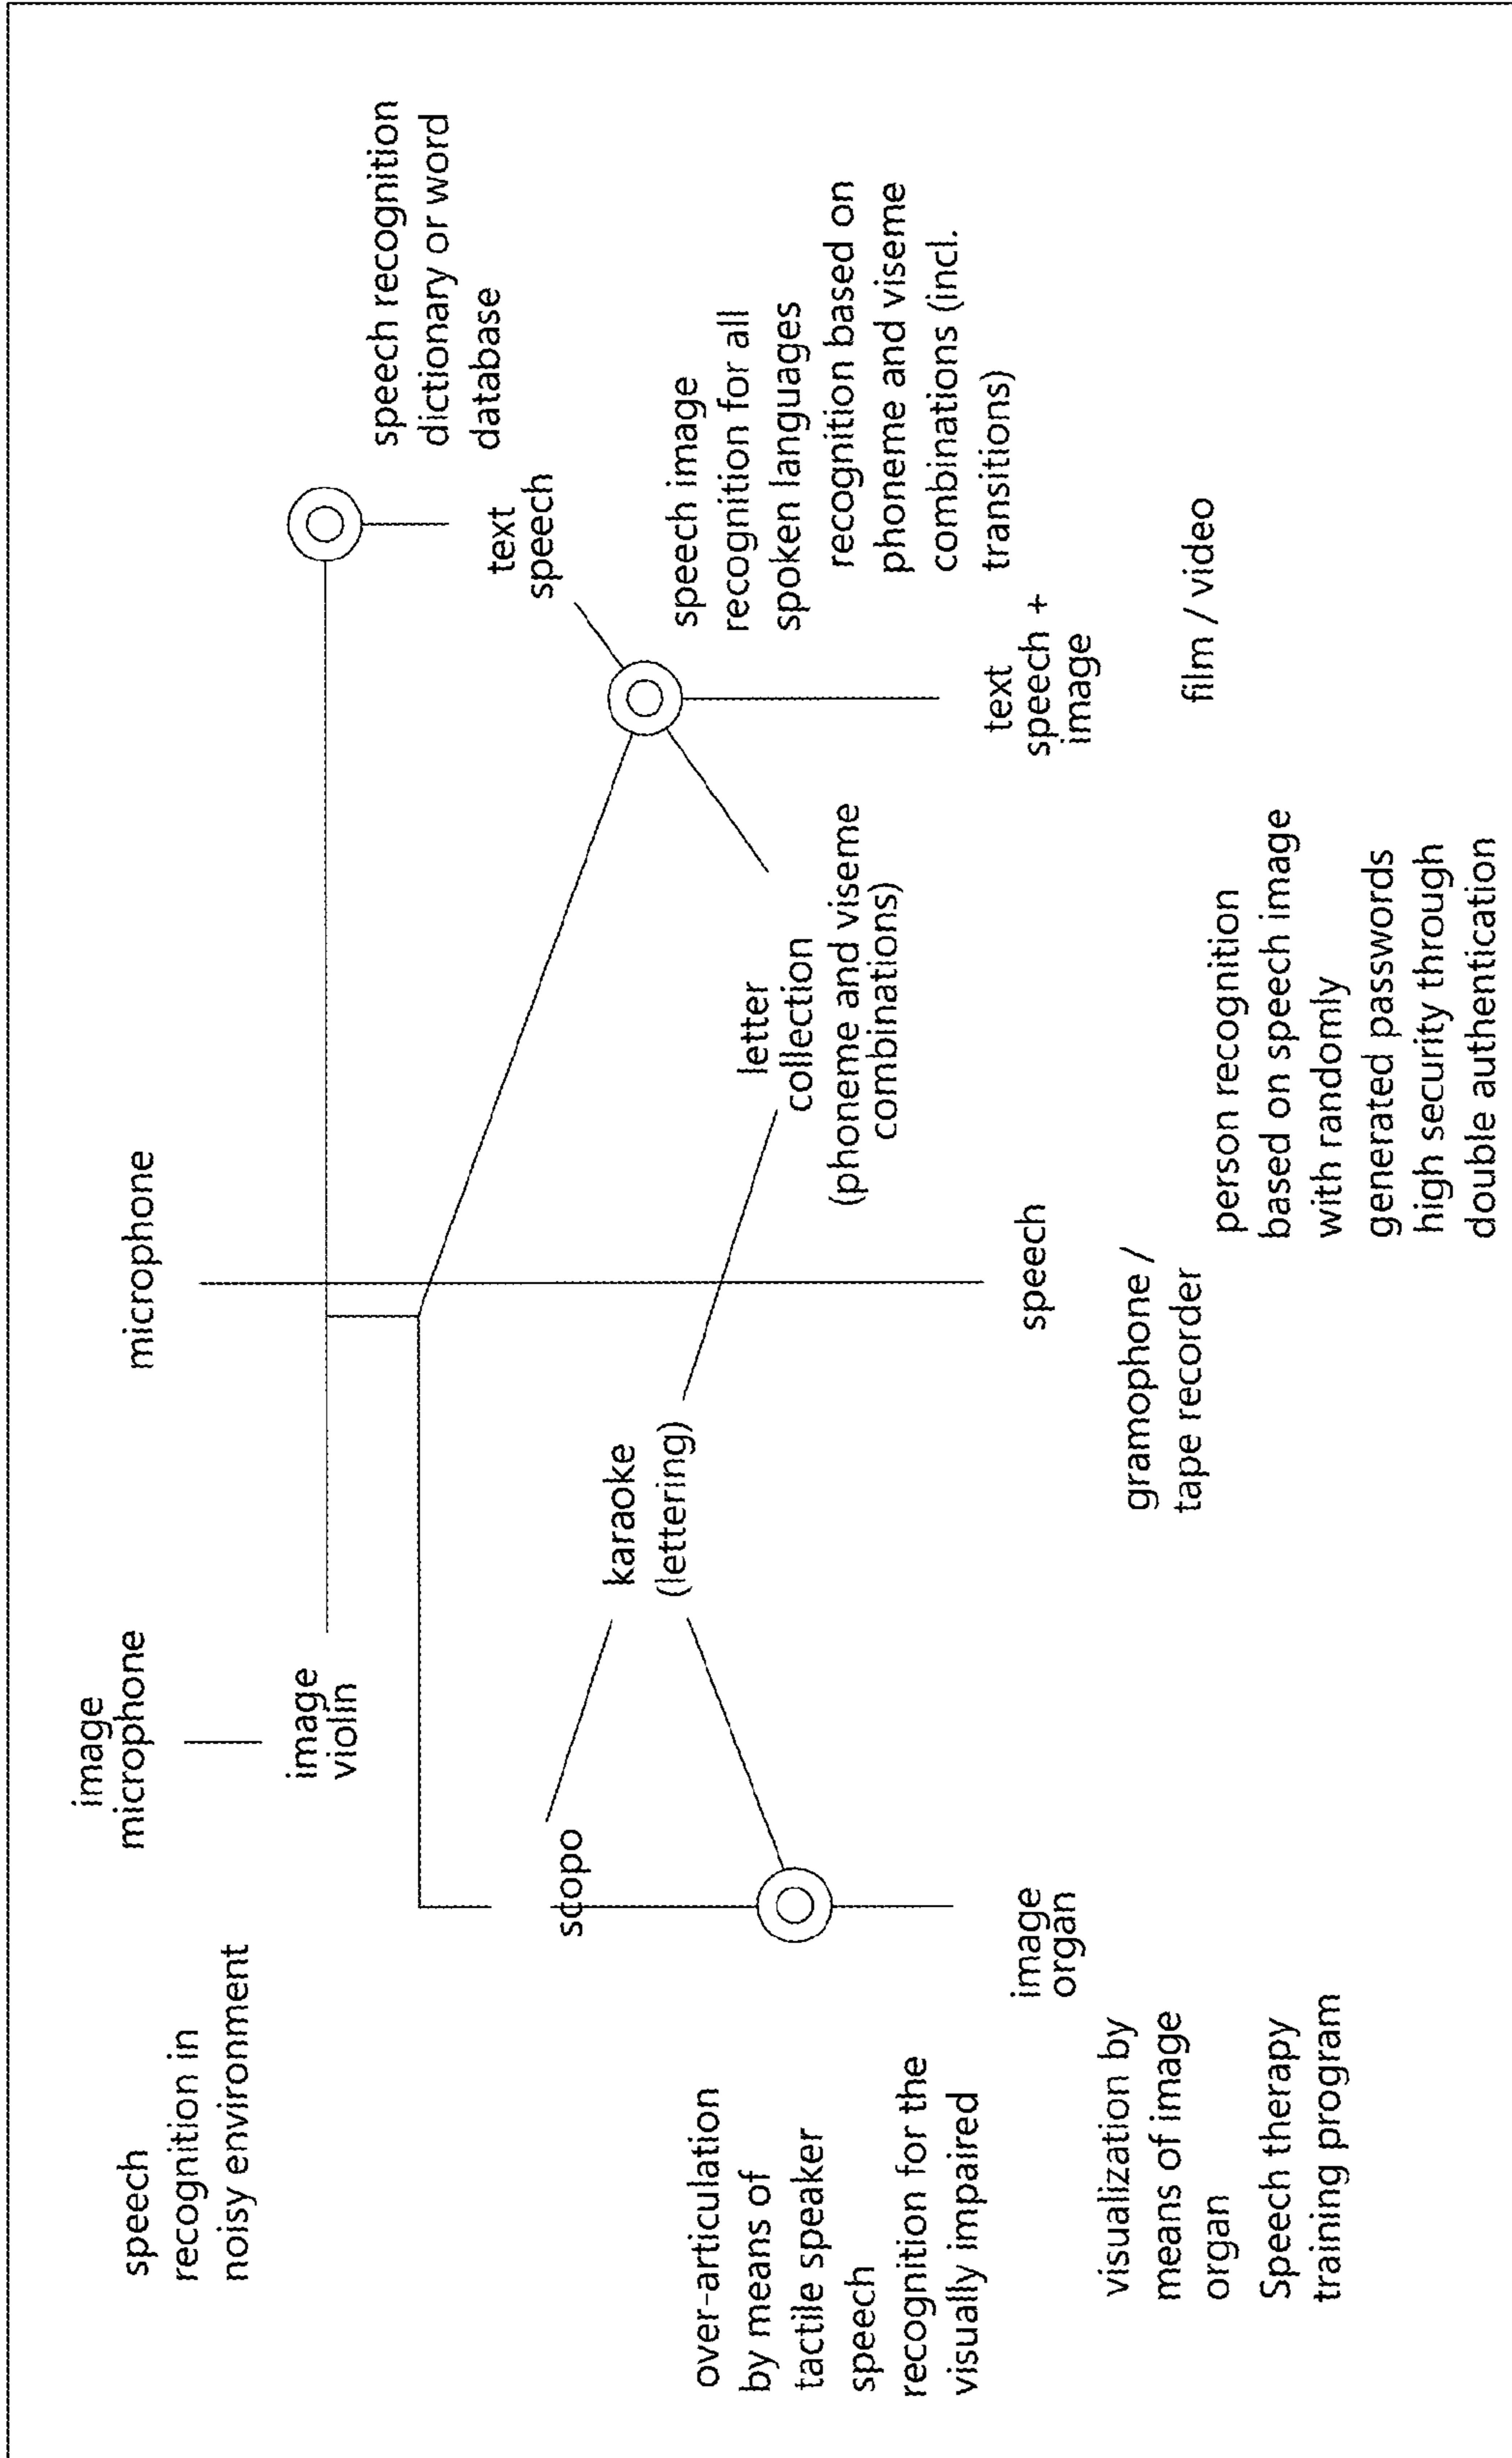 speech
recognition in
noisy environment
image
microphone
microphone
image
violin
speech recognition
dictionary or word
database
text
speech
scopo
karaoke
(lettering)
speech image
recognition for all
spoken languages
recognition based on
phoneme and viseme
combinations (incl.
transitions)
letter
collection
(phoneme and viseme
combinations)
over-articulation
by means of
tactile speaker
speech
recognition for the
visually impaired
image
organ
speech
text
speech +
image
visualization by
means of image
organ
Speech therapy
training program
gramophone /
tape recorder
film / video
person recognition
based on speech image
with randomly
generated passwords
high security through
double authentication